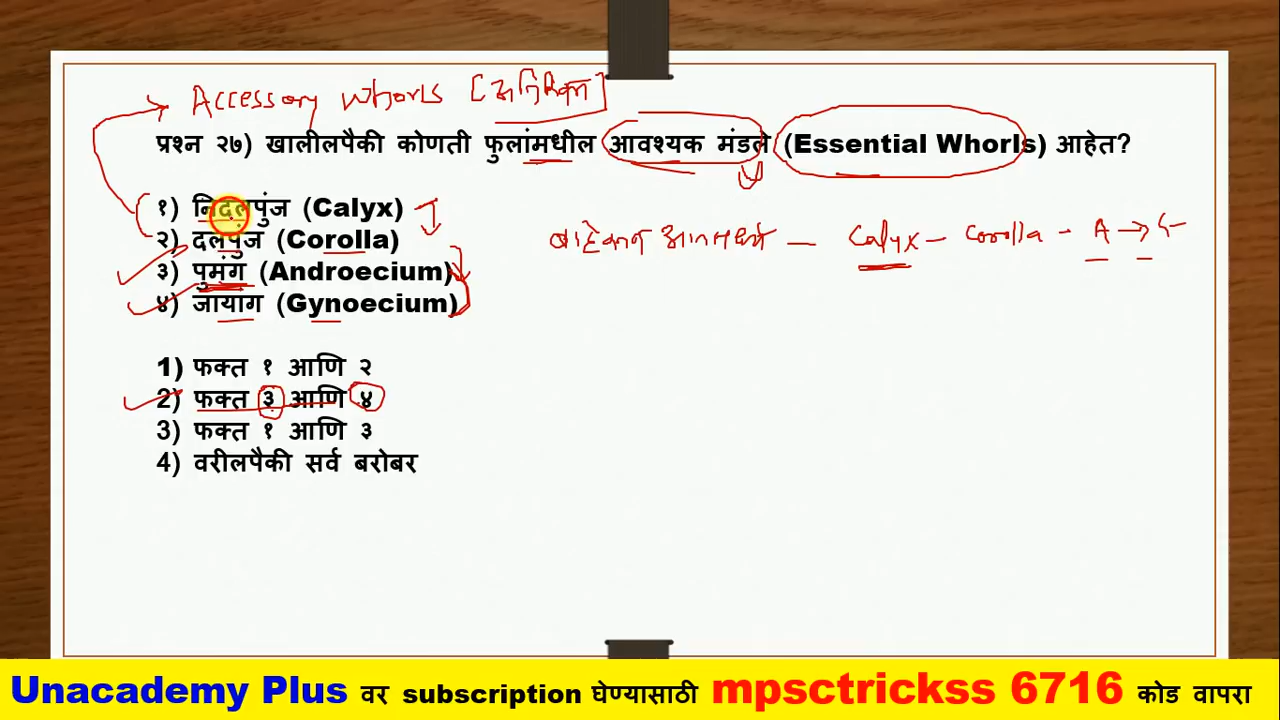 Accessory Whorls [अतिरिक्त]
प्रश्न २७) खालीलपैकी कोणती फुलांमधील आवश्यक मंडले (Essential Whorls) आहेत?
१) निदलपुंज (Calyx)
२) दलपुंज (Corolla)
बाहेरून आतमध्ये — Calyx - Corolla - A → G
३) पुमंग (Androecium)
४) जायांग (Gynoecium)
1) फक्त १ आणि २
2) फक्त ३ आणि ४
3) फक्त १ आणि ३
4) वरीलपैकी सर्व बरोबर
Unacademy Plus वर subscription घेण्यासाठी mpsctrickss 6716 कोड वापरा